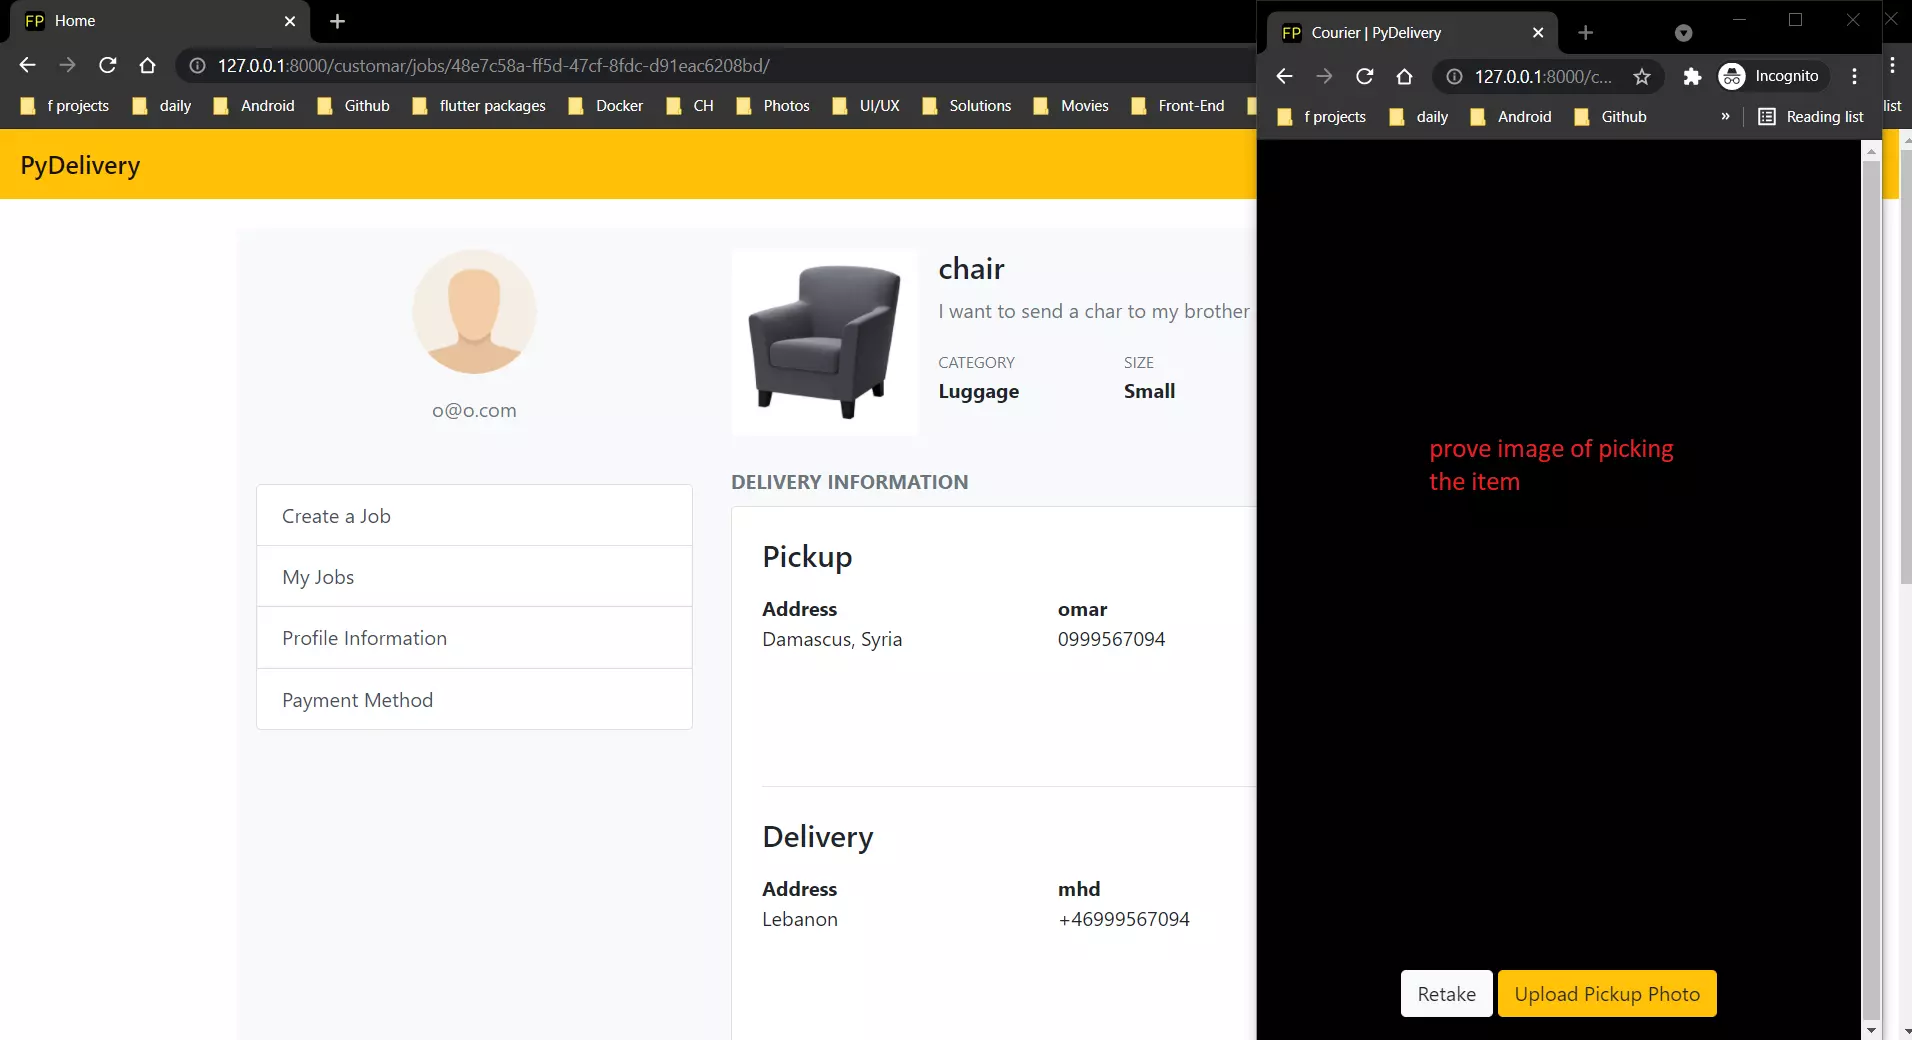 FP Home
127.0.0.1:8000/customar/jobs/48e7c58a-ff5d-47cf-8fdc-d91eac6208bd/
f projects daily Android Github flutter packages Docker CH Photos UI/UX Solutions Movies Front-End
list
PyDelivery
o@o.com
Create a Job
My Jobs
Profile Information
Payment Method
chair
I want to send a char to my brother
CATEGORY SIZE
Luggage Small
DELIVERY INFORMATION
Pickup
Address omar
Damascus, Syria 0999567094
Delivery
Address mhd
Lebanon +46999567094
FP Courier | PyDelivery
127.0.0.1:8000/c... Incognito
f projects daily Android Github » Reading list
prove image of picking
the item
Retake Upload Pickup Photo